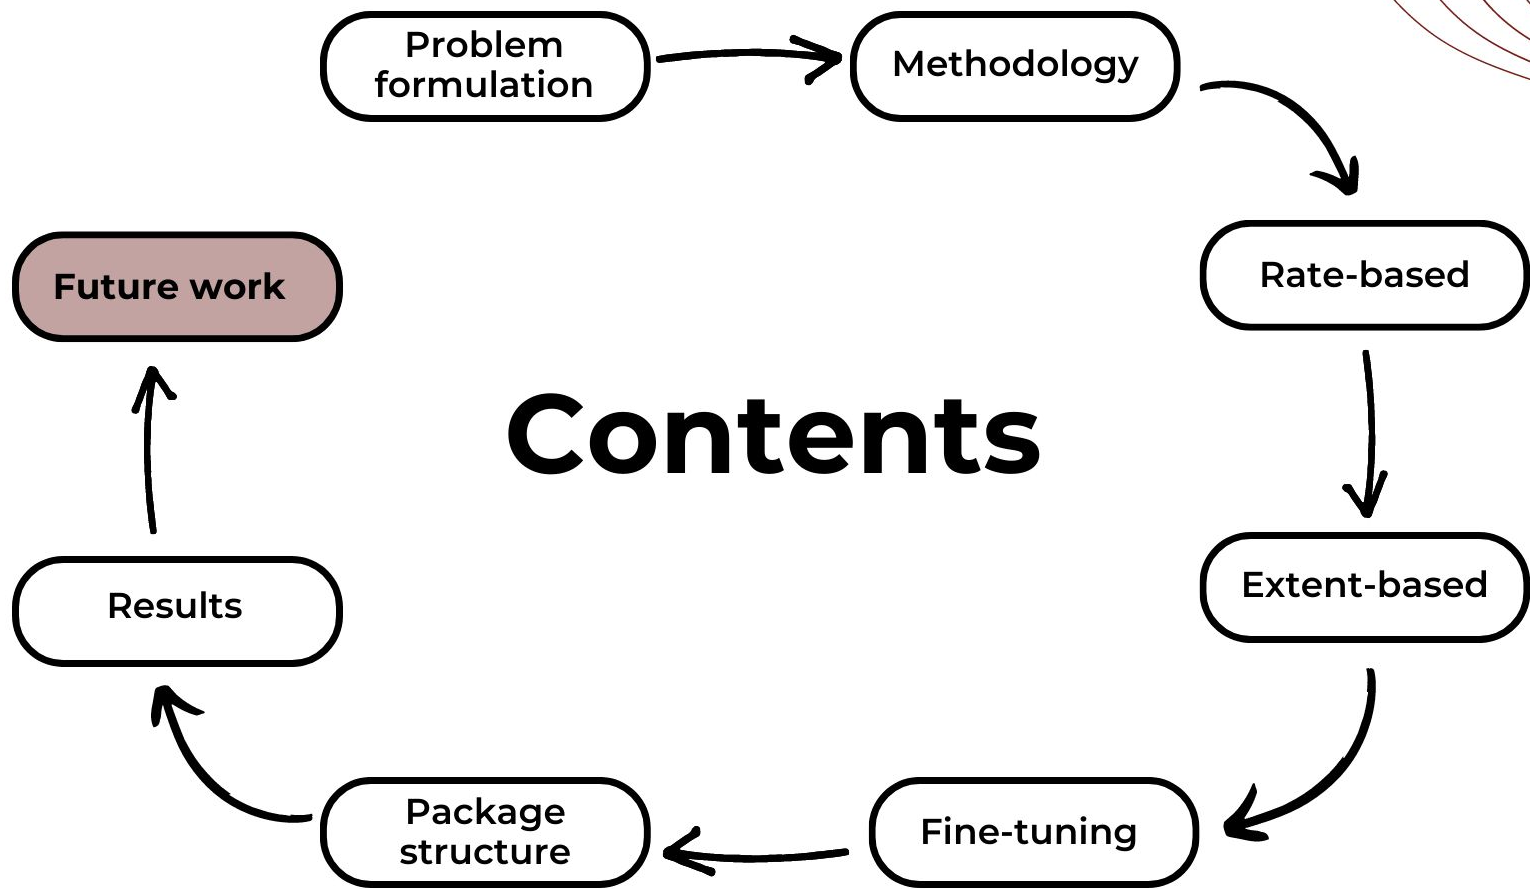 Problem
formulation
Methodology
Rate-based
Extent-based
Fine-tuning
Package
structure
Results
Future work
Contents